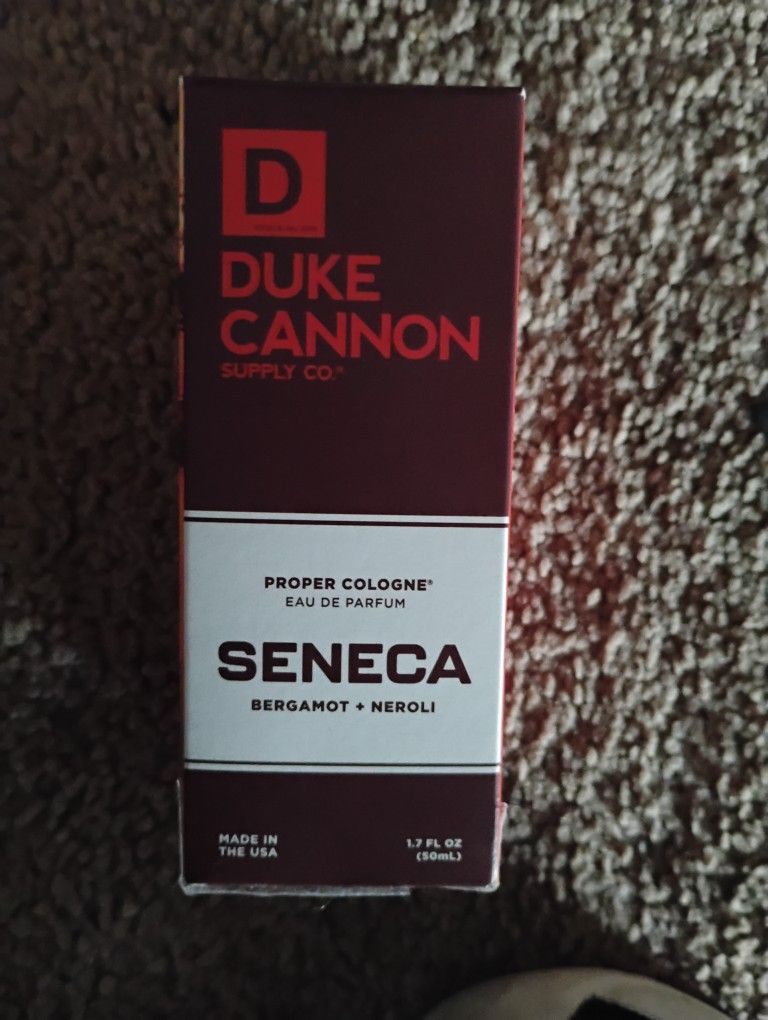 D
DUKE
CANNON
SUPPLY CO.®
PROPER COLOGNE®
EAU DE PARFUM
SENECA
BERGAMOT + NEROLI
MADE IN
THE USA
1.7 FL OZ
(50mL)